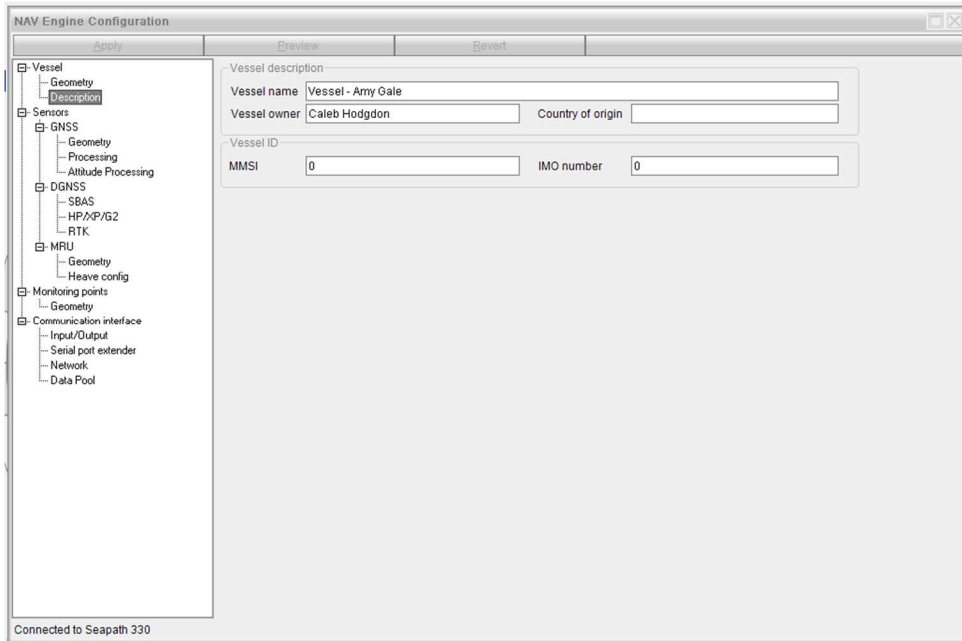 NAV Engine Configuration
Apply Preview Revert
Vessel
Geometry
Description
Sensors
GNSS
Geometry
Processing
Attitude Processing
DGNSS
SBAS
HP/XP/G2
RTK
MRU
Geometry
Heave config
Monitoring points
Geometry
Communication interface
Input/Output
Serial port extender
Network
Data Pool
Vessel description
Vessel name Vessel - Amy Gale
Vessel owner Caleb Hodgdon Country of origin
Vessel ID
MMSI 0 IMO number 0
Connected to Seapath 330